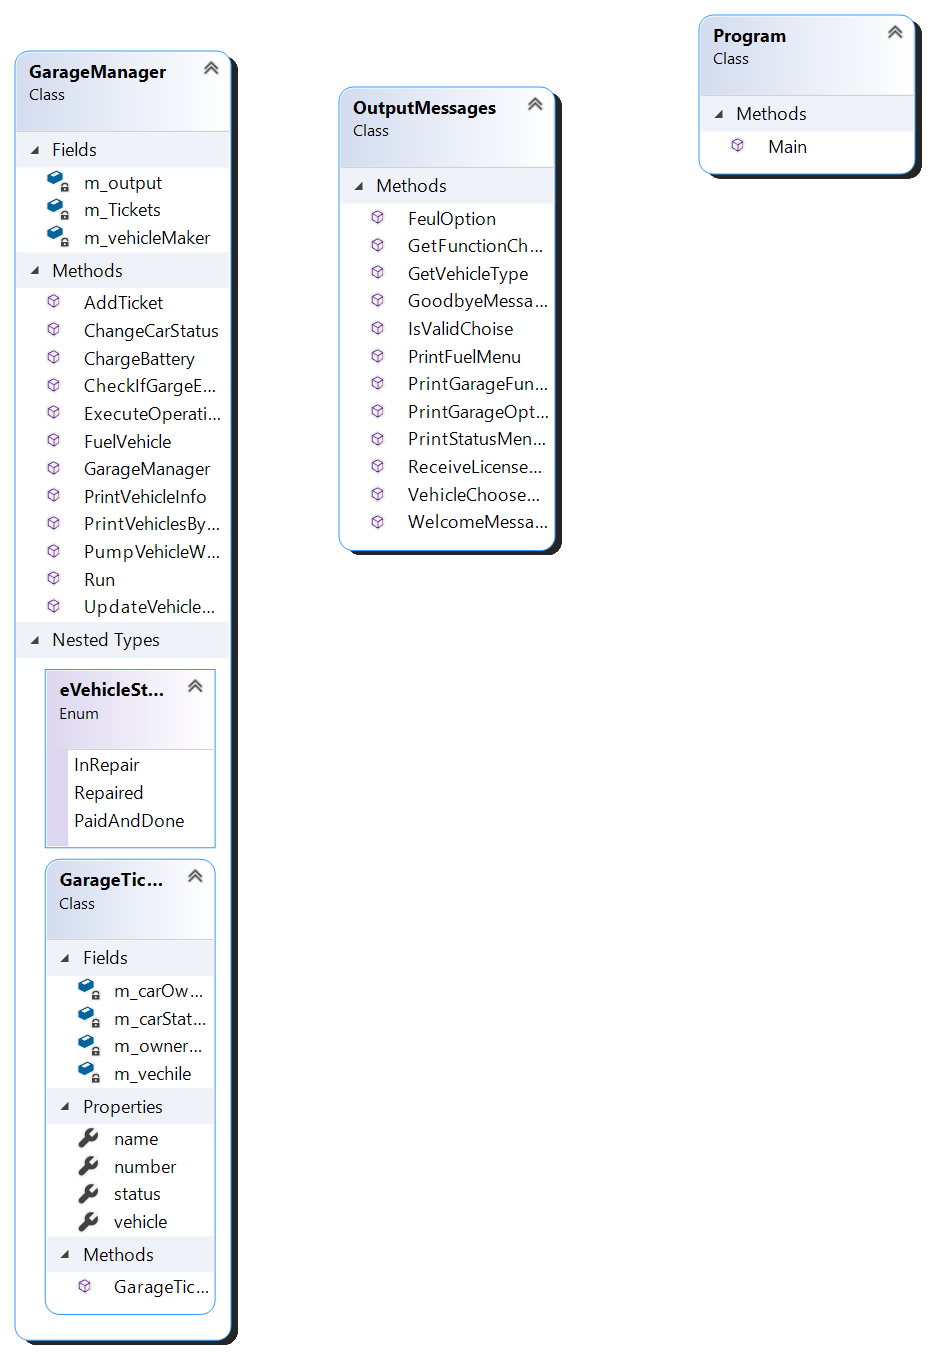 GarageManager
Class
Fields
m_output
m_Tickets
m_vehicleMaker
Methods
AddTicket
ChangeCarStatus
ChargeBattery
CheckIfGargeE...
ExecuteOperati...
FuelVehicle
GarageManager
PrintVehicleInfo
PrintVehiclesBy...
PumpVehicleW...
Run
UpdateVehicle...
Nested Types
eVehicleSt...
Enum
InRepair
Repaired
PaidAndDone
GarageTic...
Class
Fields
m_carOw...
m_carStat...
m_owner...
m_vechile
Properties
name
number
status
vehicle
Methods
GarageTic...
OutputMessages
Class
Methods
FeulOption
GetFunctionCh...
GetVehicleType
GoodbyeMessa...
IsValidChoise
PrintFuelMenu
PrintGarageFun...
PrintGarageOpt...
PrintStatusMen...
ReceiveLicense...
VehicleChoose...
WelcomeMessa...
Program
Class
Methods
Main